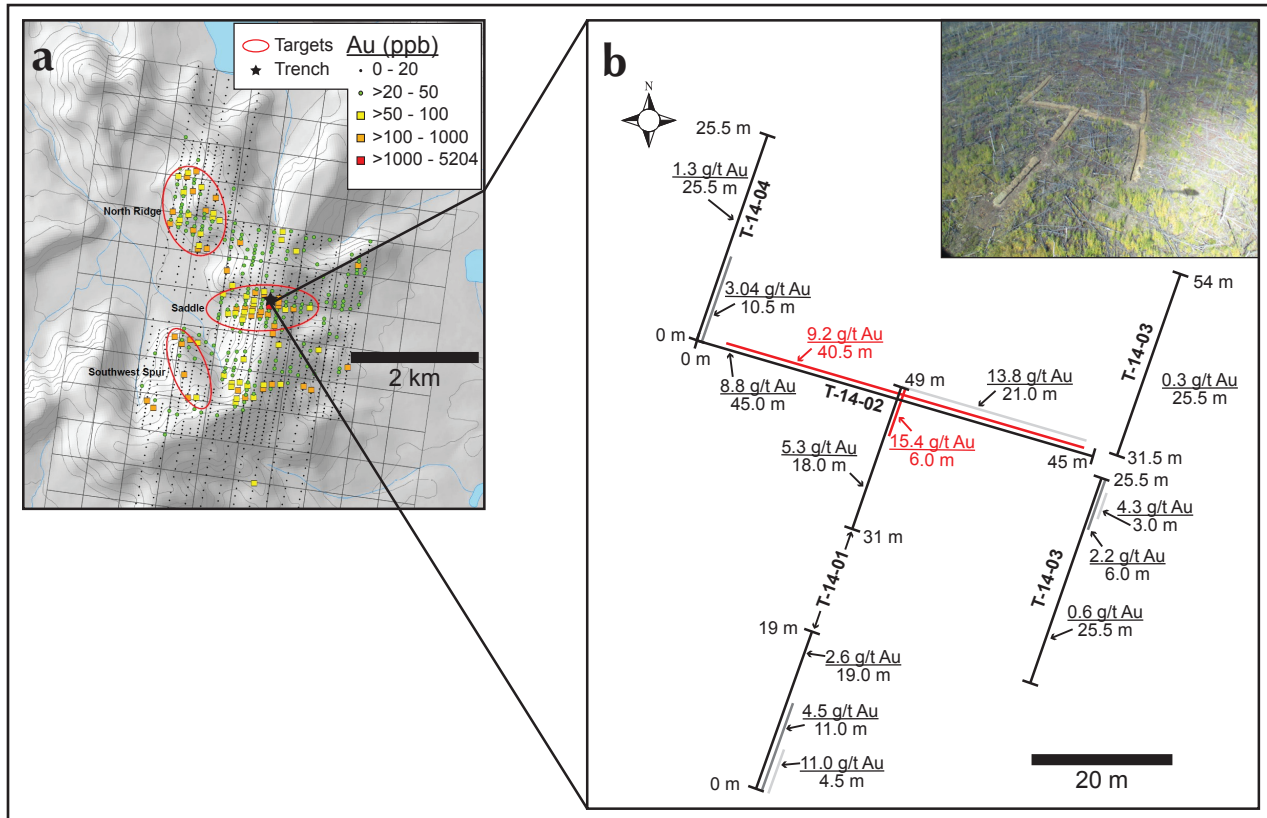 a
Targets
Trench
Au (ppb)
0 - 20
>20 - 50
>50 - 100
>100 - 1000
>1000 - 5204
North Ridge
Saddle
Southwest Spur
2 km
b
N
25.5 m
1.3 g/t Au
25.5 m
T-14-04
3.04 g/t Au
10.5 m
0 m
0 m
9.2 g/t Au
40.5 m
8.8 g/t Au
45.0 m
T-14-02
49 m
13.8 g/t Au
21.0 m
15.4 g/t Au
6.0 m
45 m
5.3 g/t Au
18.0 m
31 m
T-14-01
19 m
2.6 g/t Au
19.0 m
4.5 g/t Au
11.0 m
11.0 g/t Au
4.5 m
0 m
54 m
T-14-03
0.3 g/t Au
25.5 m
31.5 m
25.5 m
4.3 g/t Au
3.0 m
2.2 g/t Au
6.0 m
T-14-03
0.6 g/t Au
25.5 m
20 m